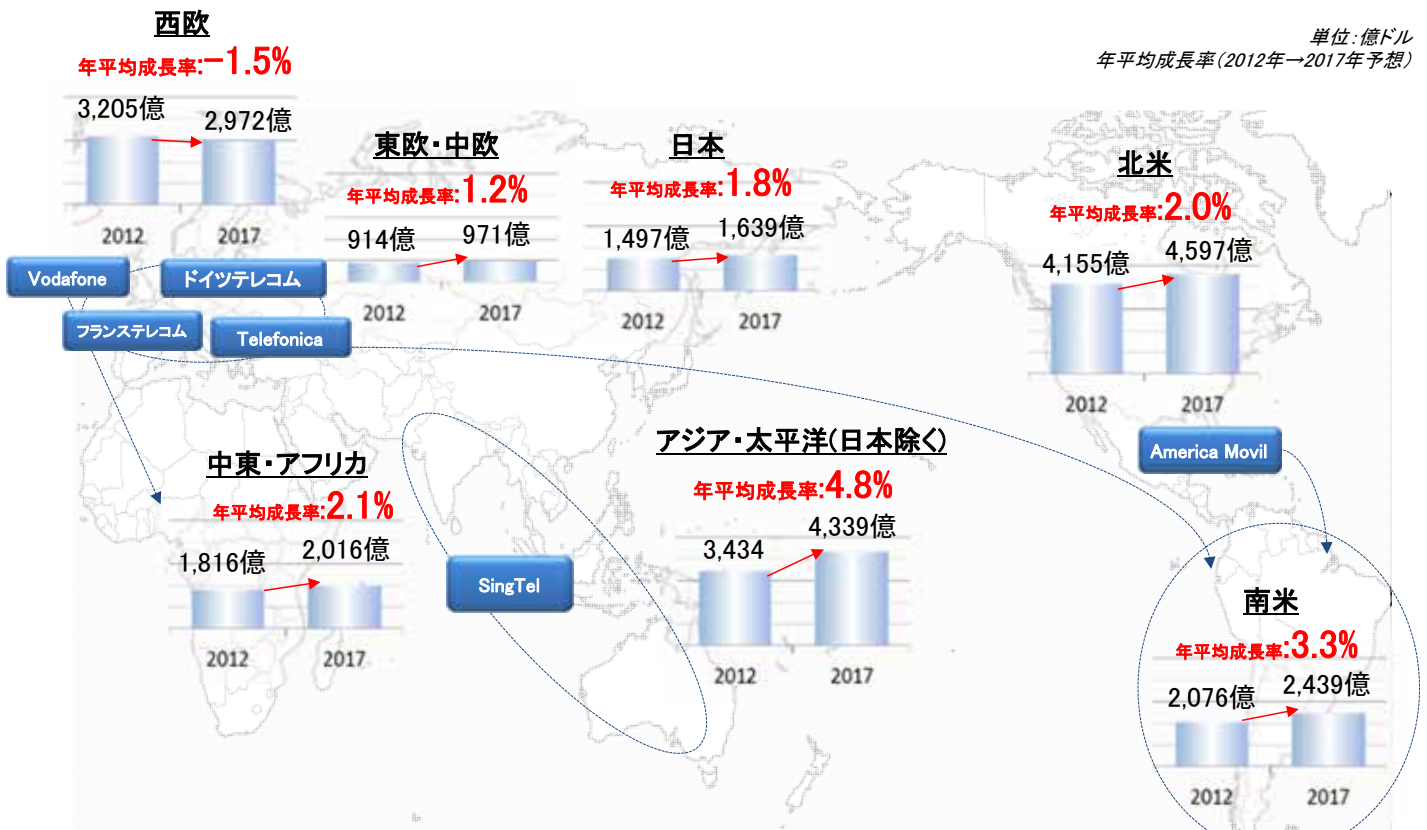 西欧
年平均成長率:−1.5%
3,205億
2,972億
2012
2017
単位:億ドル
年平均成長率(2012年→2017年予想)
東欧・中欧
年平均成長率:1.2%
914億
971億
2012
2017
日本
年平均成長率:1.8%
1,497億
1,639億
2012
2017
北米
年平均成長率:2.0%
4,155億
4,597億
2012
2017
Vodafone
ドイツテレコム
フランステレコム
Telefonica
中東・アフリカ
年平均成長率:2.1%
1,816億
2,016億
2012
2017
SingTel
アジア・太平洋(日本除く)
年平均成長率:4.8%
3,434
4,339億
2012
2017
America Movil
南米
年平均成長率:3.3%
2,076億
2,439億
2012
2017